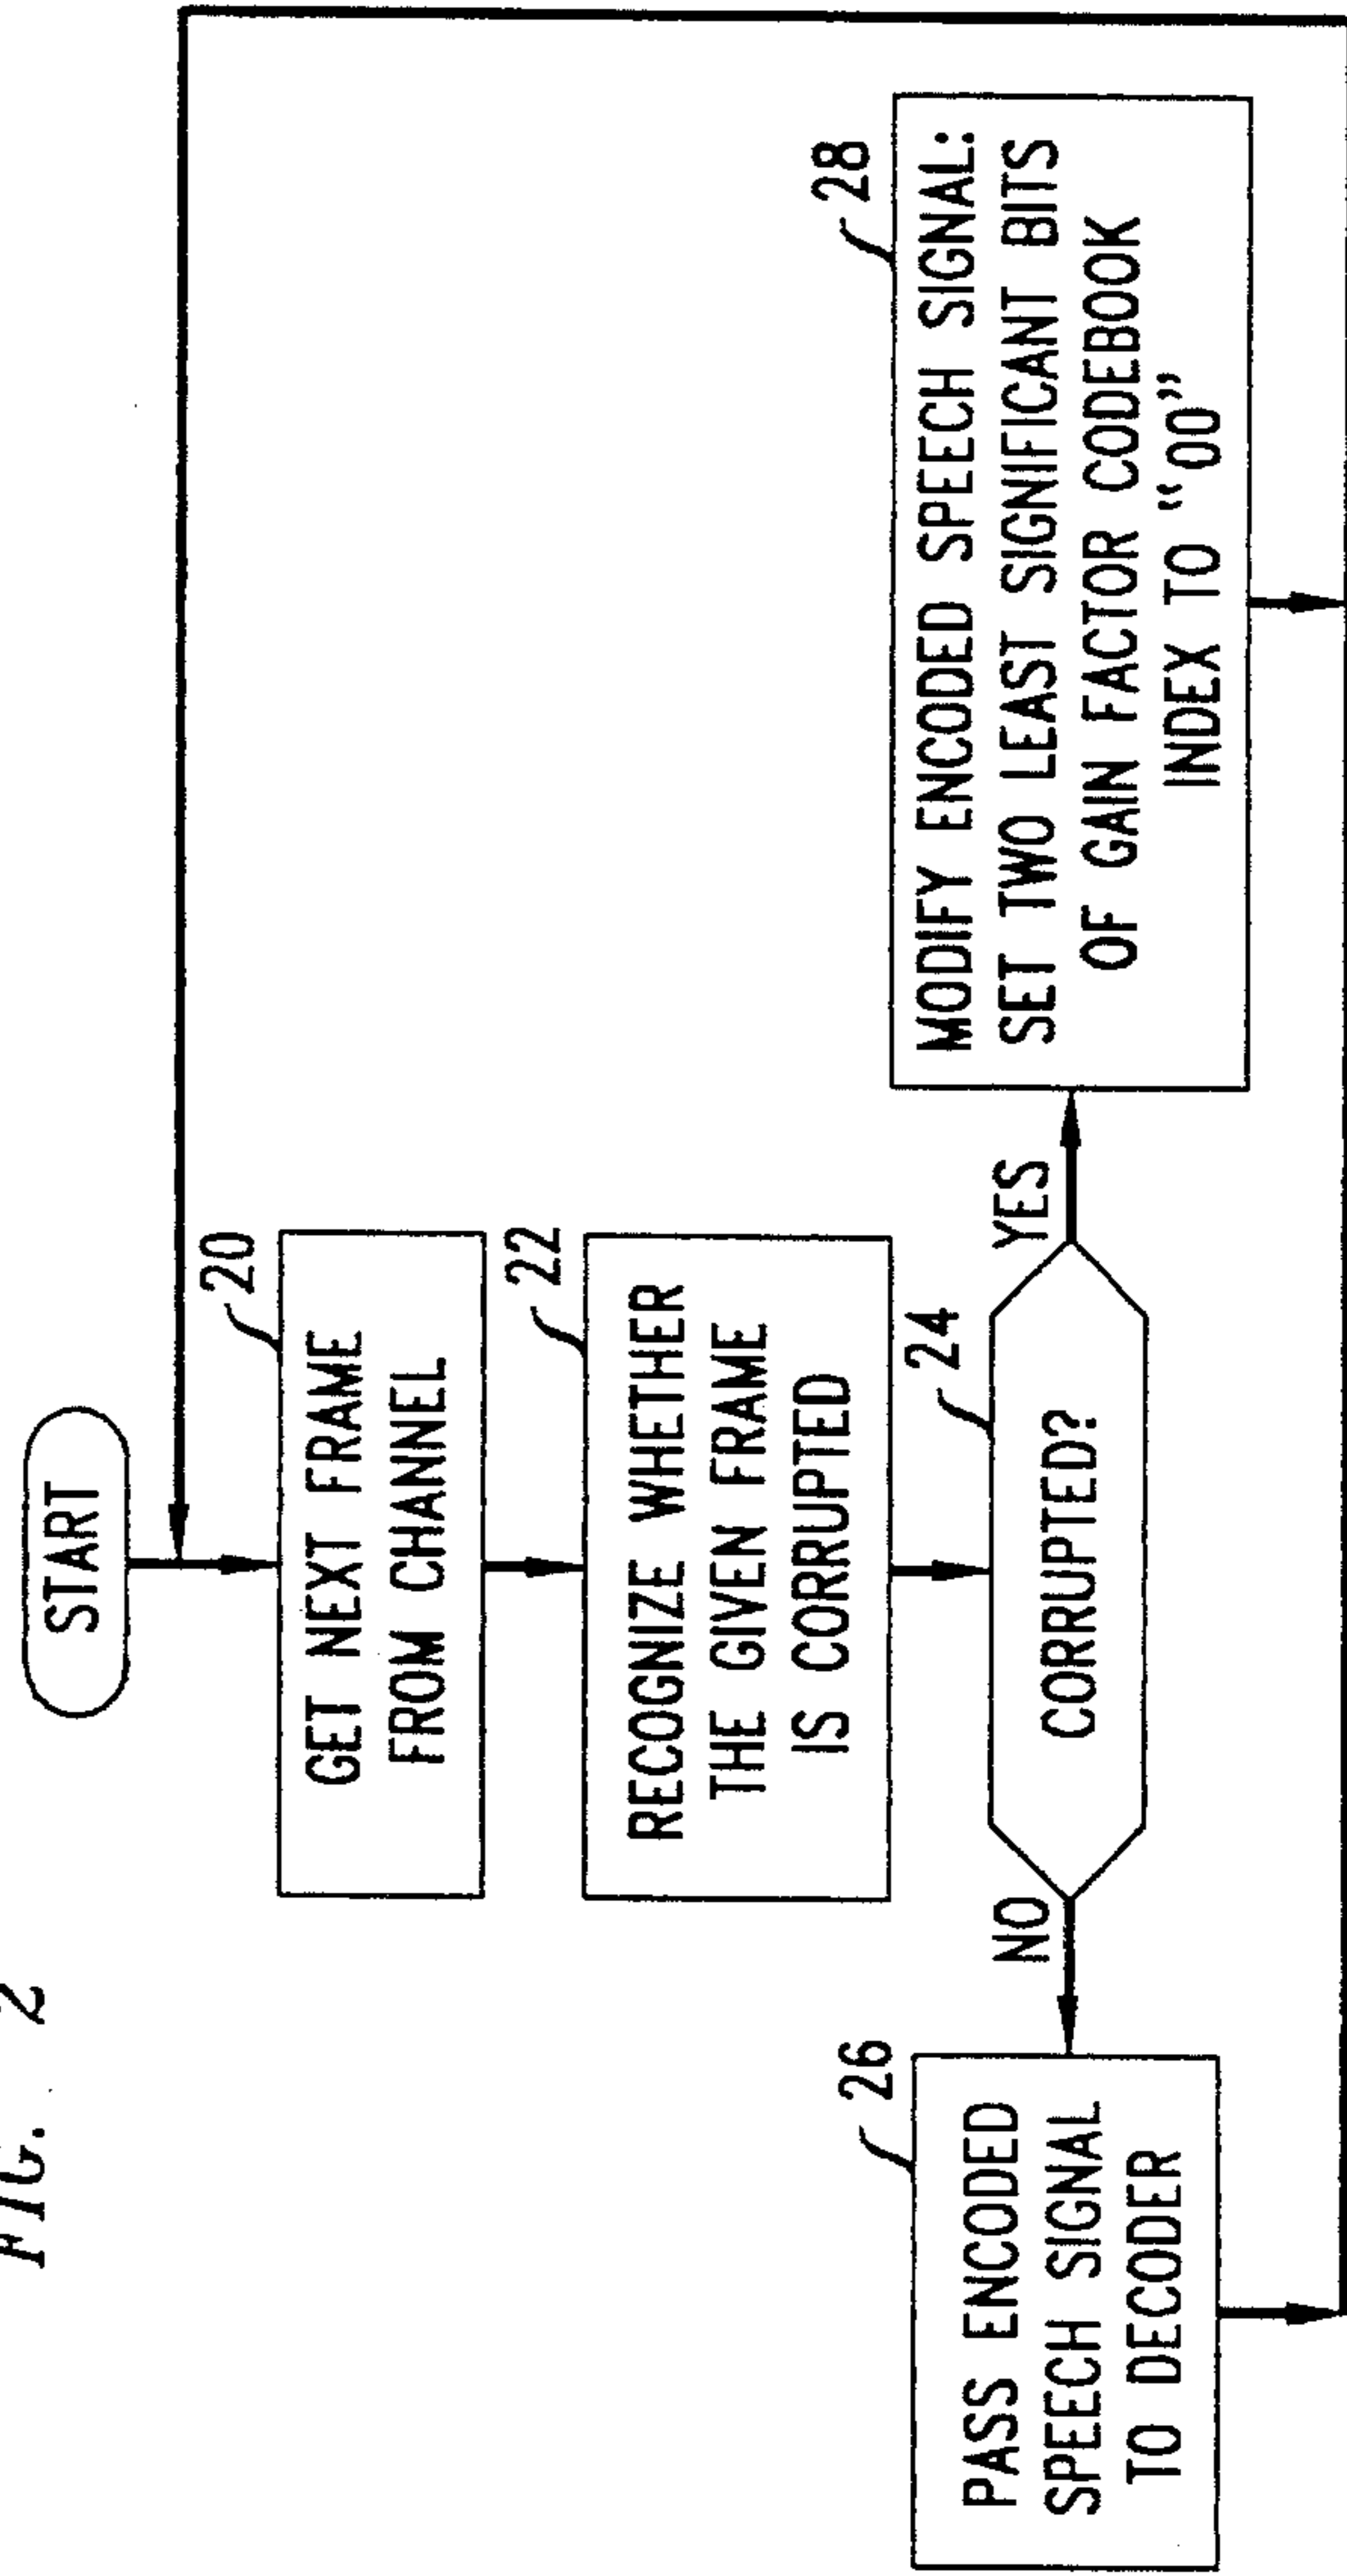 FIG. 2
START
20
GET NEXT FRAME
FROM CHANNEL
22
RECOGNIZE WHETHER
THE GIVEN FRAME
IS CORRUPTED
24
CORRUPTED?
NO
YES
26
PASS ENCODED
SPEECH SIGNAL
TO DECODER
28
MODIFY ENCODED SPEECH SIGNAL:
SET TWO LEAST SIGNIFICANT BITS
OF GAIN FACTOR CODEBOOK
INDEX TO “00”